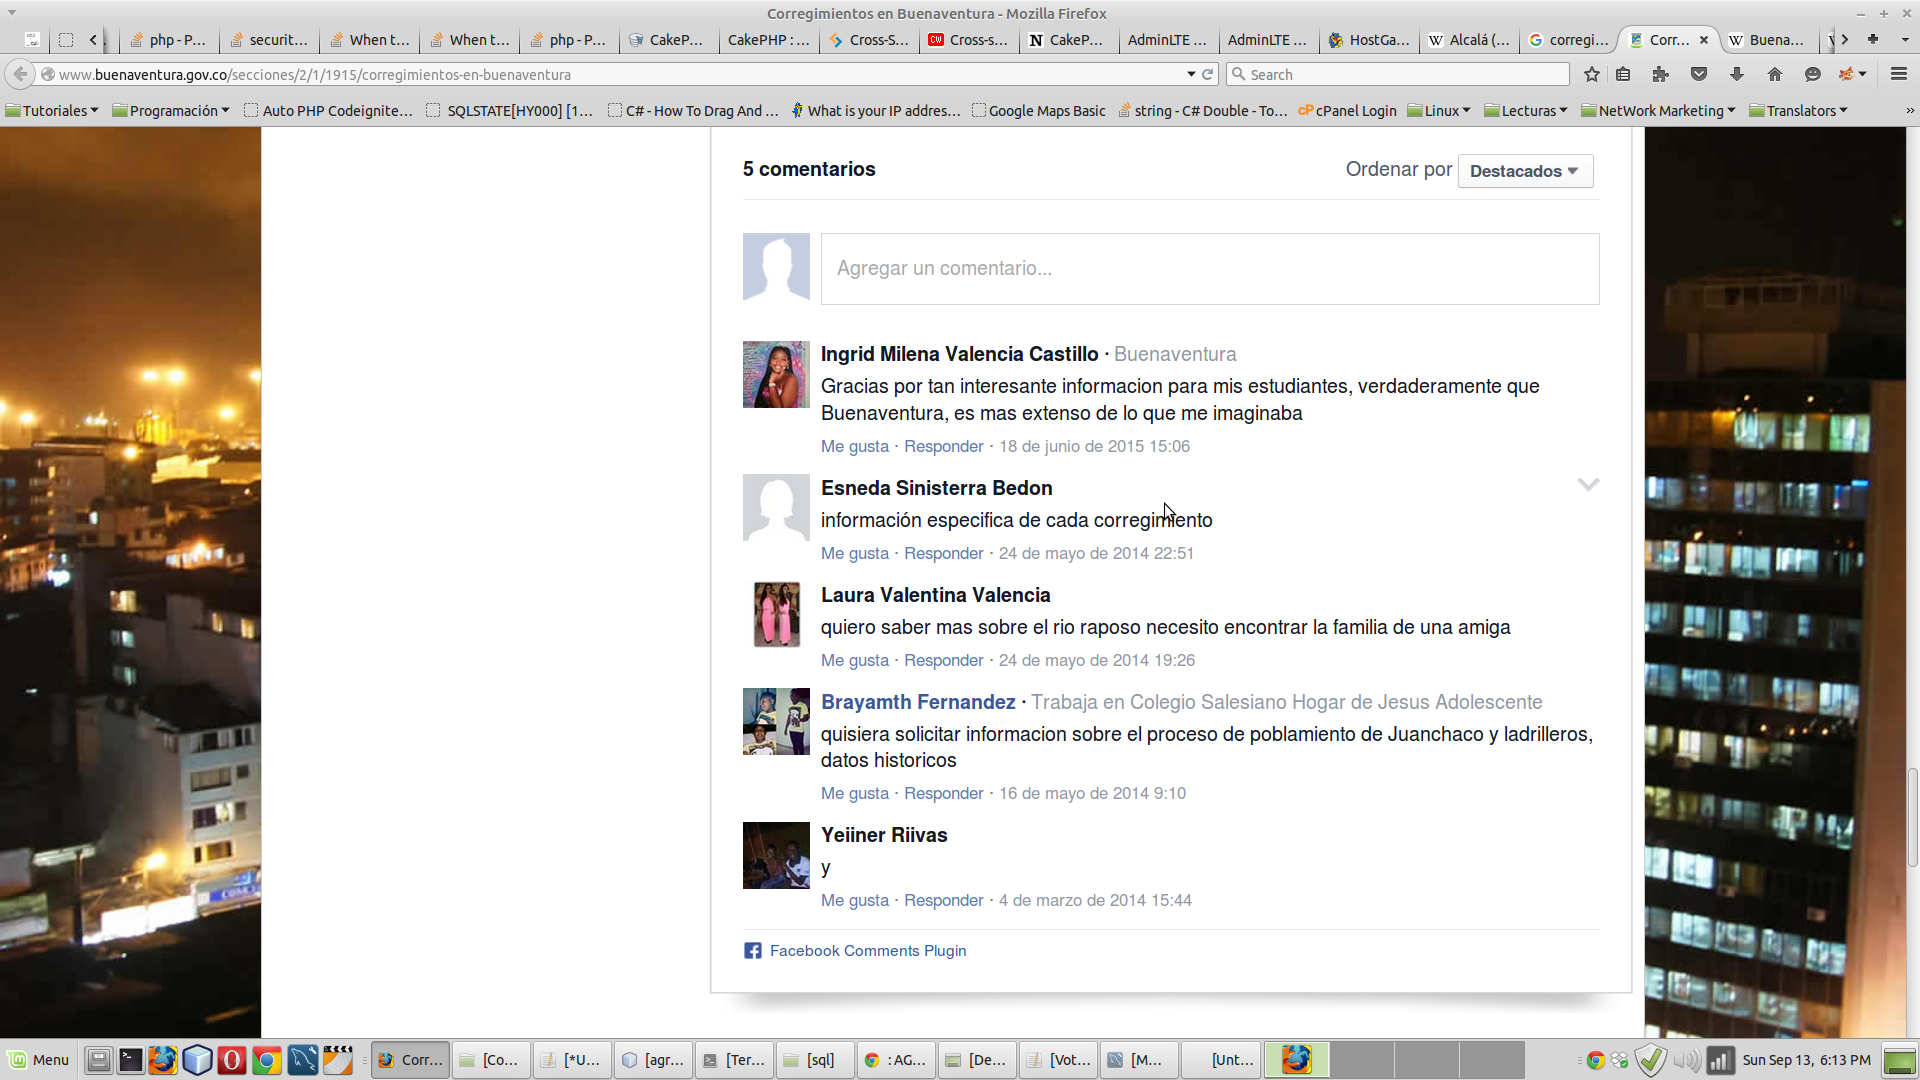 Corregimientos en Buenaventura - Mozilla Firefox
php - P...
securit...
When t...
When t...
php - P...
CakeP...
CakePHP : ...
Cross-S...
Cross-s...
CakeP...
AdminLTE ...
AdminLTE ...
HostGa...
Alcalá (...
corregi...
Corr...
Buena...
www.buenaventura.gov.co/secciones/2/1/1915/corregimientos-en-buenaventura
Search
Tutoriales
Programación
Auto PHP Codeignite...
SQLSTATE[HY000] [1...
C# - How To Drag And ...
What is your IP addres...
Google Maps Basic
string - C# Double - To...
cPanel Login
Linux
Lecturas
NetWork Marketing
Translators
5 comentarios
Ordenar por Destacados
Agregar un comentario...
Ingrid Milena Valencia Castillo · Buenaventura
Gracias por tan interesante informacion para mis estudiantes, verdaderamente que
Buenaventura, es mas extenso de lo que me imaginaba
Me gusta · Responder · 18 de junio de 2015 15:06
Esneda Sinisterra Bedon
información especifica de cada corregimiento
Me gusta · Responder · 24 de mayo de 2014 22:51
Laura Valentina Valencia
quiero saber mas sobre el rio raposo necesito encontrar la familia de una amiga
Me gusta · Responder · 24 de mayo de 2014 19:26
Brayamth Fernandez · Trabaja en Colegio Salesiano Hogar de Jesus Adolescente
quisiera solicitar informacion sobre el proceso de poblamiento de Juanchaco y ladrilleros,
datos historicos
Me gusta · Responder · 16 de mayo de 2014 9:10
Yeiiner Riivas
y
Me gusta · Responder · 4 de marzo de 2014 15:44
Facebook Comments Plugin
Menu
Corr...
[Co...
[*U...
[agr...
[Ter...
[sql]
: AG...
[De...
[Vot...
[M...
[Unt...
Sun Sep 13, 6:13 PM